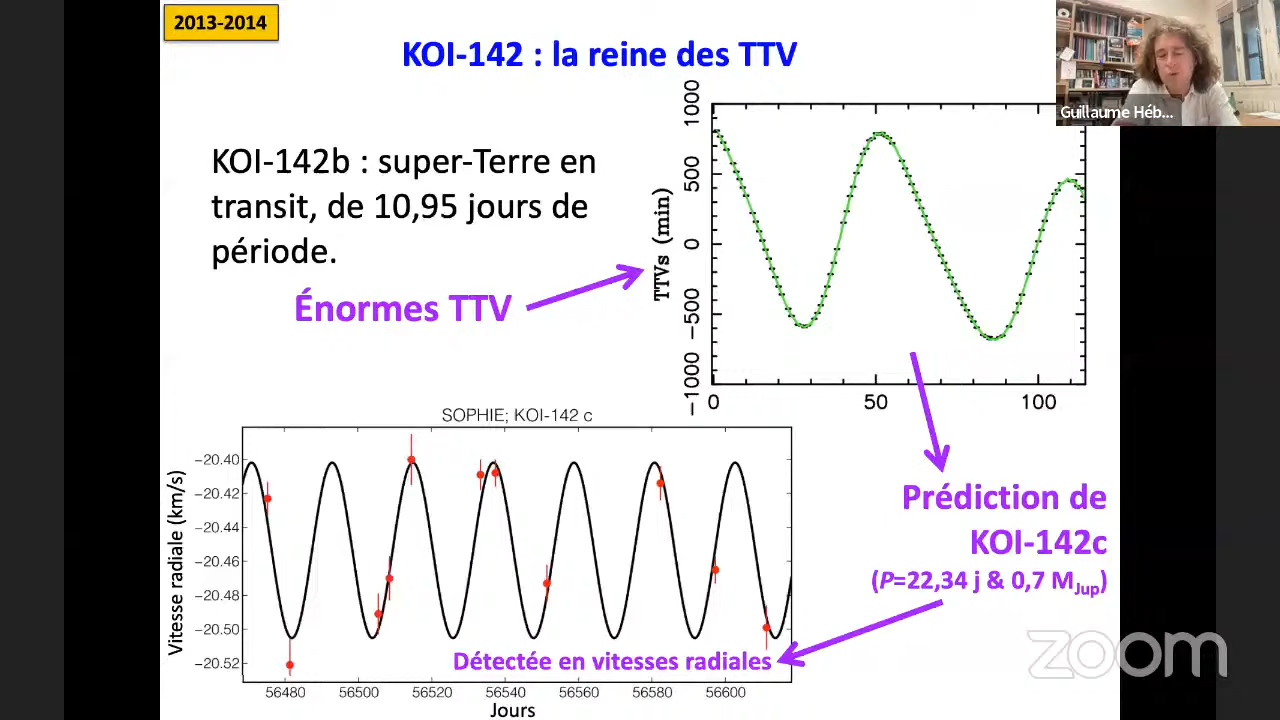 2013-2014
KOI-142 : la reine des TTV
Guillaume Héb...
KOI-142b : super-Terre en
transit, de 10,95 jours de
période.
Énormes TTV
TTVs (min)
1000
500
0
−500
−1000
0
50
100
Prédiction de
KOI-142c
(P=22,34 j & 0,7 MJup)
SOPHIE; KOI-142 c
Vitesse radiale (km/s)
−20.40
−20.42
−20.44
−20.46
−20.48
−20.50
−20.52
Détectée en vitesses radiales
56480
56500
56520
56540
56560
56580
56600
Jours
zoom